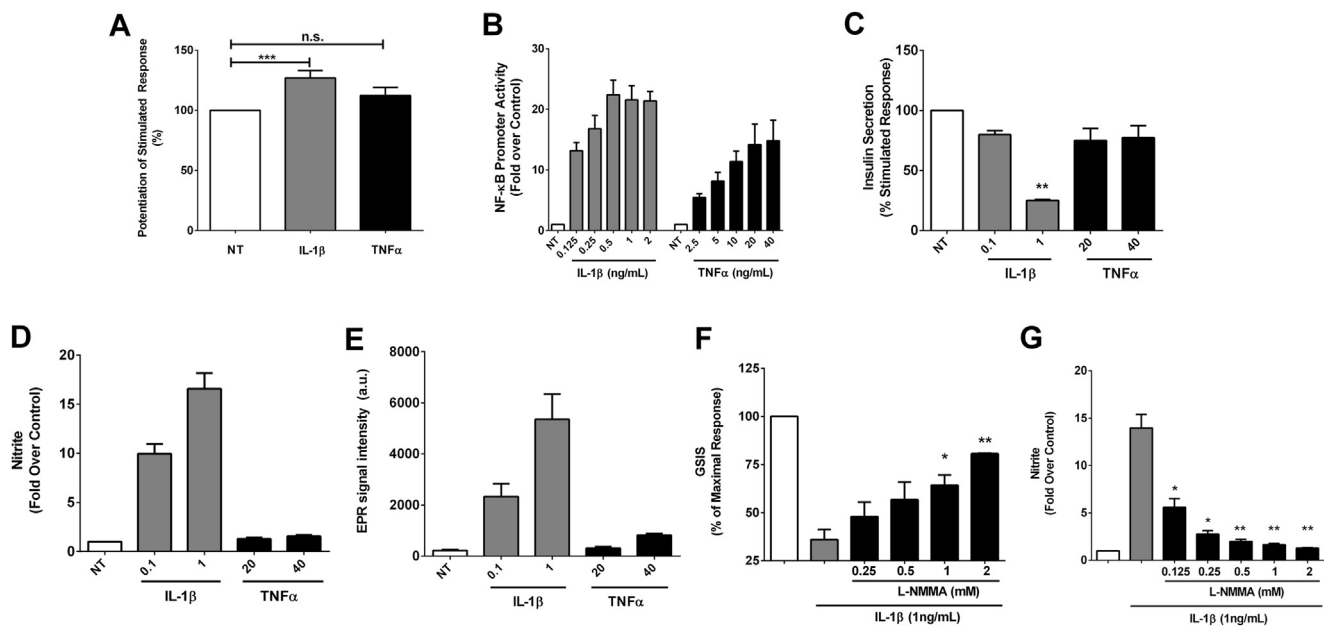 A
Potentiation of Stimulated Response
(%)
150
100
50
0
n.s.
***
NT
IL-1β
TNFα
B
NF-κB Promoter Activity
(Fold over Control)
30
20
10
0
NT
0.125
0.25
0.5
1
2
NT
2.5
5
10
20
40
IL-1β (ng/mL)
TNFα (ng/mL)
C
Insulin Secretion
(% Stimulated Response)
150
100
50
0
**
NT
0.1
1
20
40
IL-1β
TNFα
D
Nitrite
(Fold Over Control)
20
15
10
5
0
NT
0.1
1
20
40
IL-1β
TNFα
E
EPR signal intensity (a.u.)
8000
6000
4000
2000
0
NT
0.1
1
20
40
IL-1β
TNFα
F
GSIS
(% of Maximal Response)
125
100
75
50
25
*
**
0.25
0.5
1
2
L-NMMA (mM)
IL-1β (1ng/mL)
G
Nitrite
(Fold Over Control)
20
15
10
5
0
*
*
**
**
**
0.125
0.25
0.5
1
2
L-NMMA (mM)
IL-1β (1ng/mL)